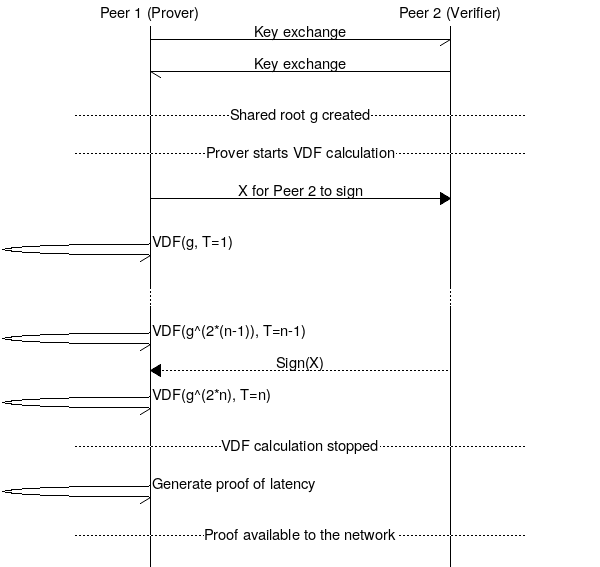 Peer 1 (Prover) Peer 2 (Verifier)
Key exchange
Key exchange
Shared root g created
Prover starts VDF calculation
X for Peer 2 to sign
VDF(g, T=1)
VDF(g^(2*(n-1)), T=n-1)
Sign(X)
VDF(g^(2*n), T=n)
VDF calculation stopped
Generate proof of latency
Proof available to the network